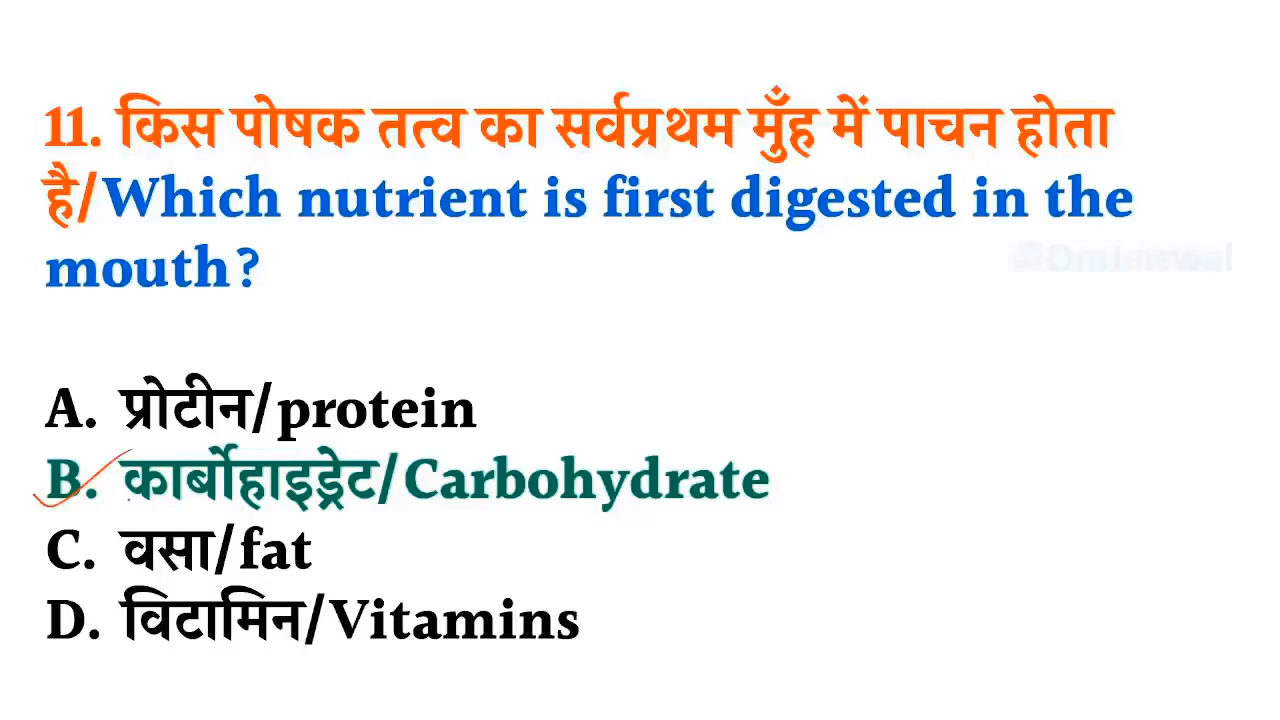 11. किस पोषक तत्व का सर्वप्रथम मुँह में पाचन होता
है/Which nutrient is first digested in the
mouth?
A. प्रोटीन/protein
B. कार्बोहाइड्रेट/Carbohydrate
C. वसा/fat
D. विटामिन/Vitamins